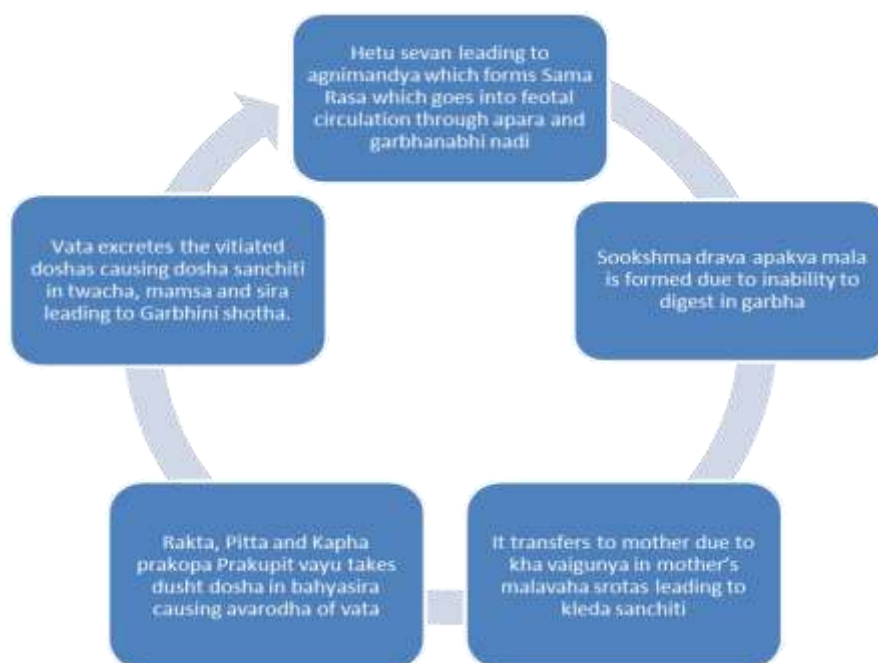 Hetu sevan leading to
agnimandya which forms Sama
Rasa which goes into feotal
circulation through apara and
garbhanabhi nadi
Sookshma drava apakva mala
is formed due to inability to
digest in garbha
It transfers to mother due to
kha vaigunya in mother's
malavaha srotas leading to
kleda sanchiti
Rakta, Pitta and Kapha
prakopa Prakupit vayu takes
dusht dosha in bahyasira
causing avarodha of vata
Vata excretes the vitiated
doshas causing dosha sanchiti
in twacha, mamsa and sira
leading to Garbhini shotha.